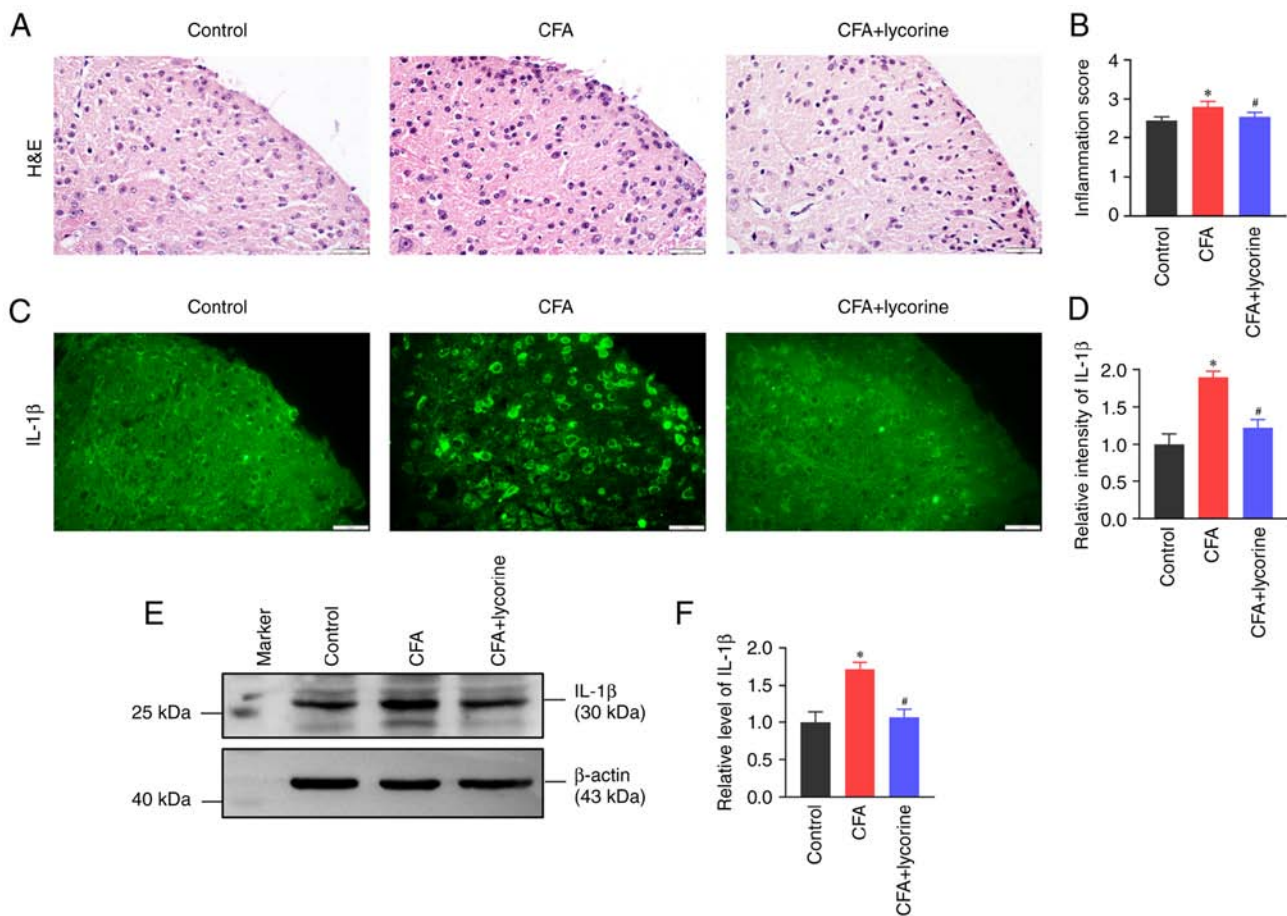 A
Control
CFA
CFA+lycorine
H&E
B
Inflammation score
4
3
2
1
0
*
#
Control
CFA
CFA+lycorine
C
Control
CFA
CFA+lycorine
IL-1β
D
Relative intensity of IL-1β
2.0
1.5
1.0
0.5
0.0
*
#
Control
CFA
CFA+lycorine
E
Marker
Control
CFA
CFA+lycorine
25 kDa
IL-1β
(30 kDa)
40 kDa
β-actin
(43 kDa)
F
Relative level of IL-1β
2.0
1.5
1.0
0.5
0.0
*
#
Control
CFA
CFA+lycorine